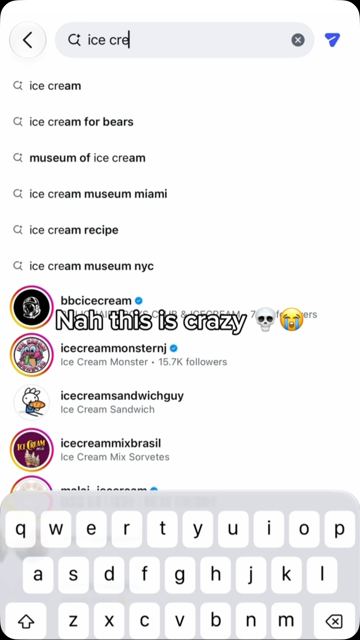 ice cre
ice cream
ice cream for bears
museum of ice cream
ice cream museum miami
ice cream recipe
ice cream museum nyc
bbcicecream
Nah this is crazy 💀😭
icecreammonsternj
Ice Cream Monster • 15.7K followers
icecreamsandwichguy
Ice Cream Sandwich
icecreammixbrasil
Ice Cream Mix Sorvetes
q w e r t y u i o p
a s d f g h j k l
z x c v b n m